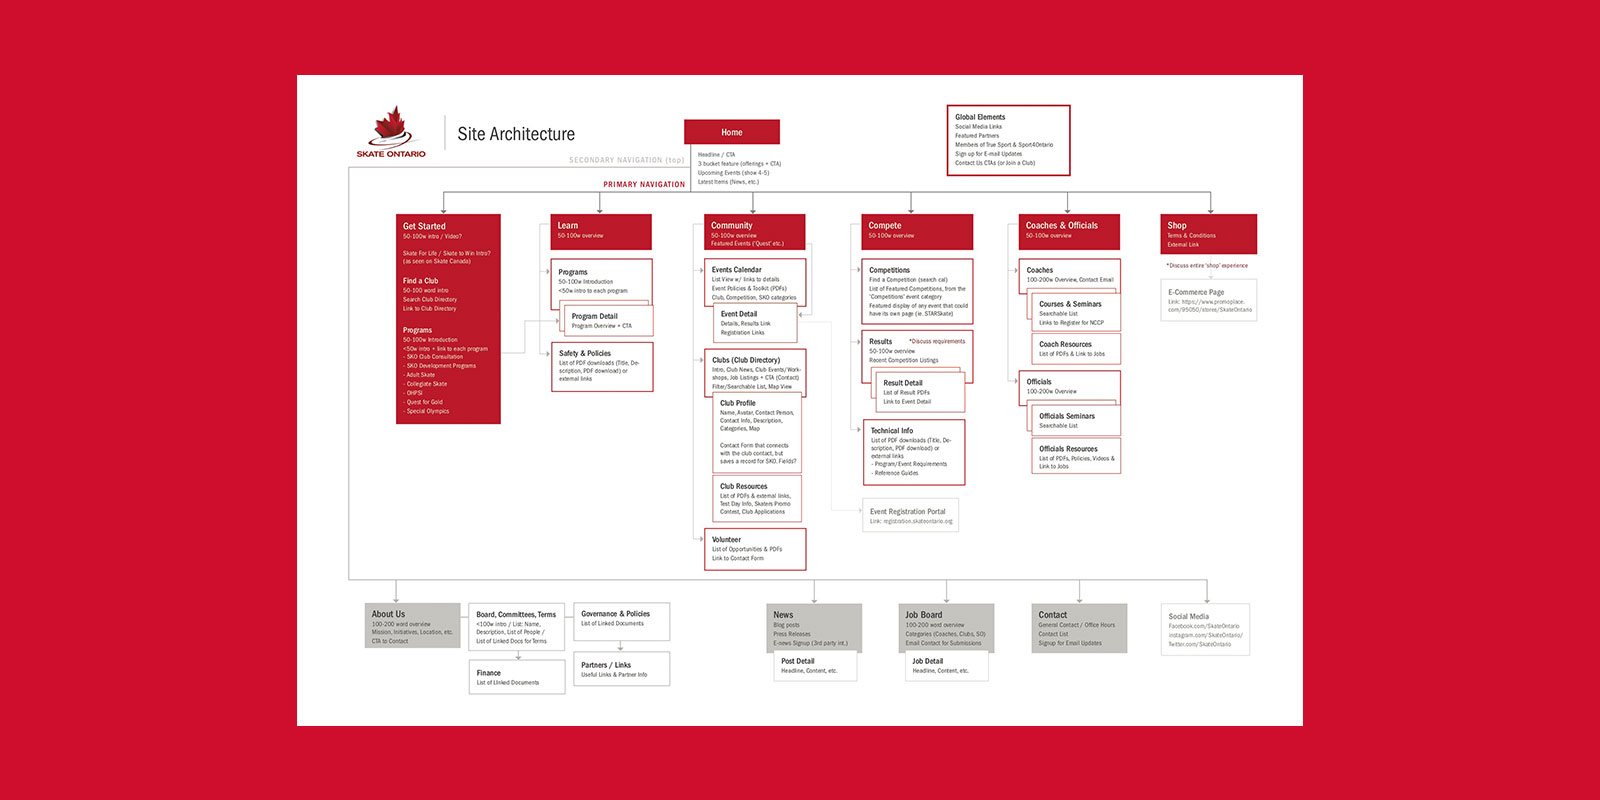 SKATE ONTARIO
Site Architecture
Home
Headline / CTA
3 bucket feature (offerings + CTA)
Upcoming Events (show 4-5)
Latest Items (News, etc.)
Global Elements
Social Media Links
Featured Partners
Members of True Sport & Sport4Ontario
Sign up for E-mail Updates
Contact Us CTAs (or Join a Club)
SECONDARY NAVIGATION (top)
PRIMARY NAVIGATION
Get Started
50-100w intro / Video?
Skate For Life / Skate to Win Intro?
(as seen on Skate Canada)
Find a Club
50-100 word intro
Search Club Directory
Link to Club Directory
Programs
50-100w Introduction
<50w intro + link to each program
- SKO Club Consultation
- SKO Development Programs
- Adult Skate
- Collegiate Skate
- OHPSI
- Quest for Gold
- Special Olympics
Learn
50-100w overview
Programs
50-100w Introduction
<50w intro to each program
Program Detail
Program Overview + CTA
Safety & Policies
List of PDF downloads (Title, De-
scription, PDF download) or
external links
Community
50-100w overview
Featured Events ('Quest' etc.)
Events Calendar
List View w/ links to details
Event Policies & Toolkit (PDFs)
Club, Competition, SKO categories
Event Detail
Details, Results Link
Registration Links
Clubs (Club Directory)
Intro, Club News, Club Events/Work-
shops, Job Listings + CTA (Contact)
Filter/Searchable List, Map View
Club Profile
Name, Avatar, Contact Person,
Contact Info, Description,
Categories, Map
Contact Form that connects
with the club contact, but
saves a record for SKO. Fields?
Club Resources
List of PDFs & external links,
Test Day Info, Skaters Promo
Contest, Club Applications
Volunteer
List of Opportunities & PDFs
Link to Contact Form
Compete
50-100w overview
Competitions
Find a Competition (search cal)
List of Featured Competitions, from the
'Competitions' event category
Featured display of any event that could
have its own page (ie. STARSkate)
Results
*Discuss requirements
50-100w overview
Recent Competition Listings
Result Detail
List of Result PDFs
Link to Event Detail
Technical Info
List of PDF downloads (Title, De-
scription, PDF download) or
external links
- Program/Event Requirements
- Reference Guides
Event Registration Portal
Link: registration.skateontario.org
Coaches & Officials
50-100w overview
Coaches
100-200w Overview, Contact Email
Courses & Seminars
Searchable List
Links to Register for NCCP
Coach Resources
List of PDFs & Link to Jobs
Officials
100-200w Overview
Officials Seminars
Searchable List
Officials Resources
List of PDFs, Policies, Videos &
Link to Jobs
Shop
Terms & Conditions
External Link
*Discuss entire 'shop' experience
E-Commerce Page
Link: https://www.promoplace.
com/95050/stores/SkateOntario
About Us
100-200 word overview
Mission, Initiatives, Location, etc.
CTA to Contact
Board, Committees, Terms
<100w intro / List: Name,
Description, List of People /
List of Linked Docs for Terms
Finance
List of Linked Documents
Governance & Policies
List of Linked Documents
Partners / Links
Useful Links & Partner Info
News
Blog posts
Press Releases
E-news Signup (3rd party int.)
Post Detail
Headline, Content, etc.
Job Board
100-200 word overview
Categories (Coaches, Clubs, SO)
Email Contact for Submissions
Job Detail
Headline, Content, etc.
Contact
General Contact / Office Hours
Contact List
Signup for Email Updates
Social Media
Facebook.com/SkateOntario
instagram.com/SkateOntario/
Twitter.com/SkateOntario